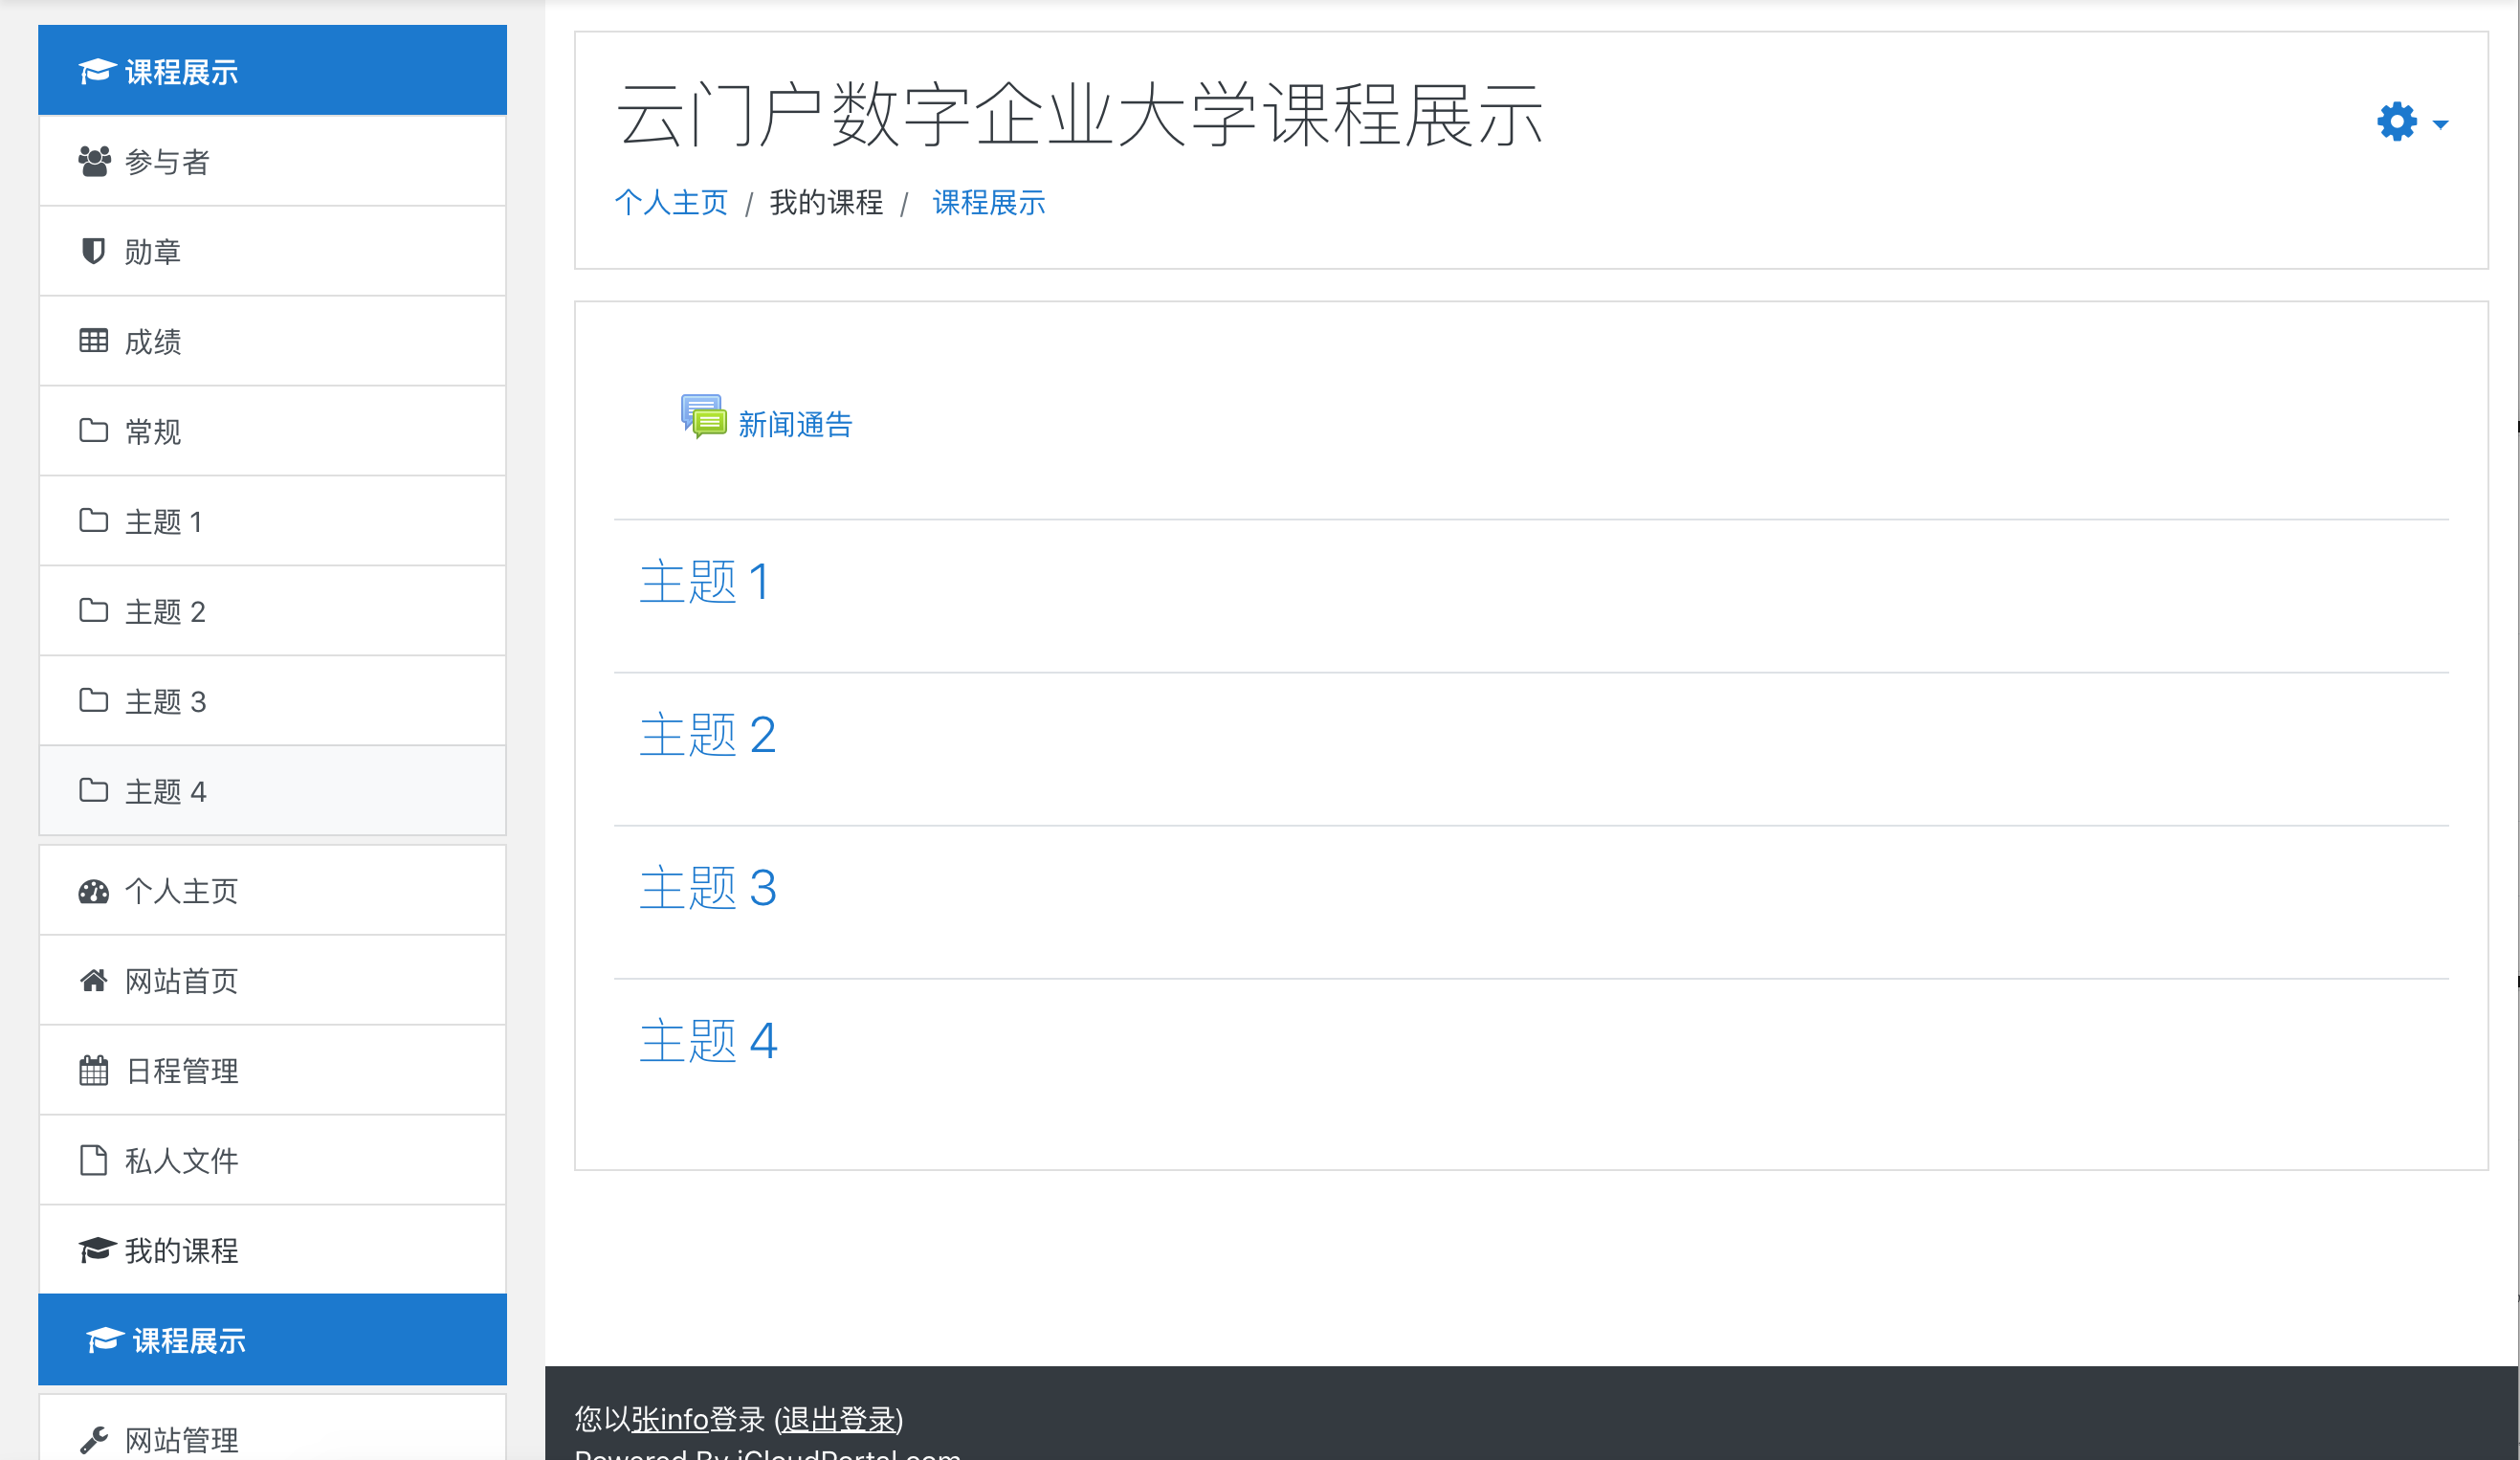 课程展示
参与者
勋章
成绩
常规
主题 1
主题 2
主题 3
主题 4
个人主页
网站首页
日程管理
私人文件
我的课程
课程展示
网站管理
云门户数字企业大学课程展示
个人主页 / 我的课程 / 课程展示
新闻通告
主题 1
主题 2
主题 3
主题 4
您以张info登录 (退出登录)
Powered By iCloudPortal.com